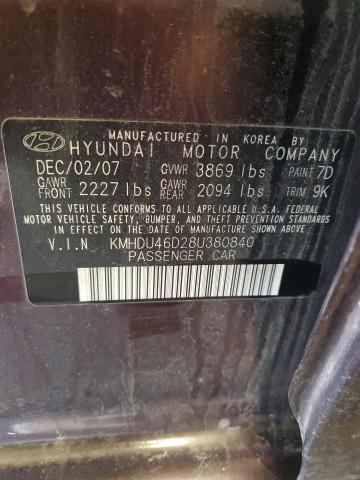 MANUFACTURED IN KOREA BY
HYUNDAI MOTOR COMPANY
DEC/02/07 GVWR 3869 lbs PAINT 7D
GAWR FRONT 2227 lbs GAWR REAR 2094 lbs TRIM 9K
THIS VEHICLE CONFORMS TO ALL APPLICABLE U.S.A. FEDERAL
MOTOR VEHICLE SAFETY, BUMPER, AND THEFT PREVENTION STANDARDS
IN EFFECT ON THE DATE OF MANUFACTURE SHOWN ABOVE.
V.I.N KMHDU46D28U380840
PASSENGER CAR